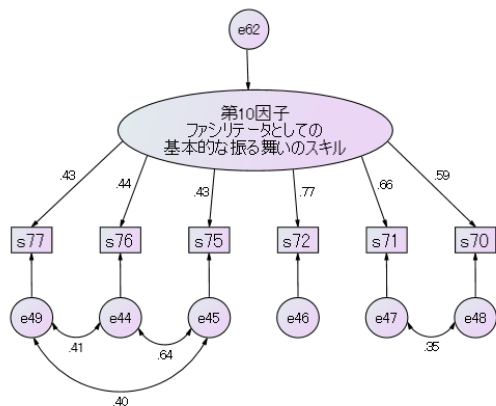 e62
第10因子
ファシリテータとしての
基本的な振る舞いのスキル
.43
.44
.43
.77
.66
.59
s77
s76
s75
s72
s71
s70
e49
e44
e45
e46
e47
e48
.41
.64
.35
.40